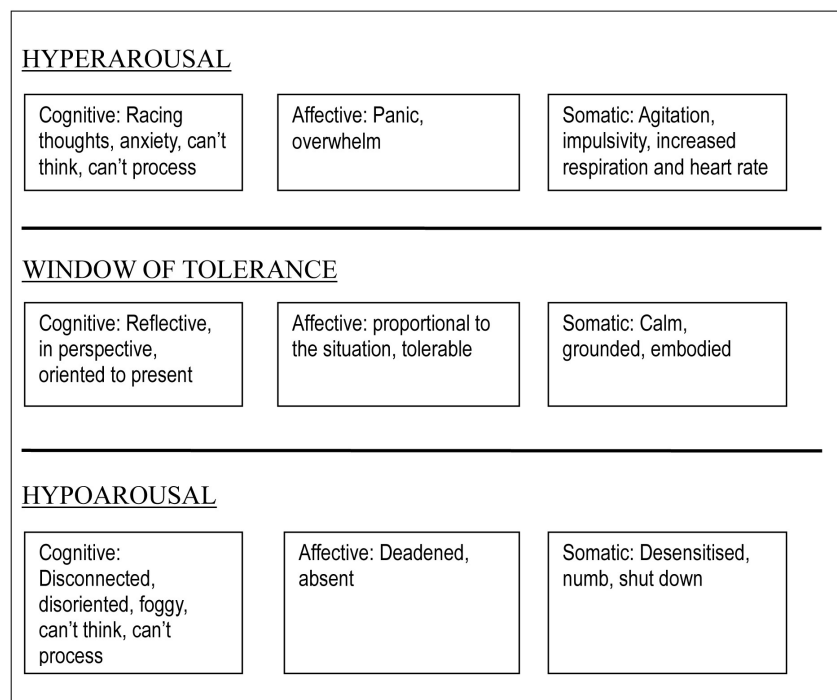 HYPERAROUSAL
Cognitive: Racing
thoughts, anxiety, can't
think, can't process
Affective: Panic,
overwhelm
Somatic: Agitation,
impulsivity, increased
respiration and heart rate
WINDOW OF TOLERANCE
Cognitive: Reflective,
in perspective,
oriented to present
Affective: proportional to
the situation, tolerable
Somatic: Calm,
grounded, embodied
HYPOAROUSAL
Cognitive:
Disconnected,
disoriented, foggy,
can't think, can't
process
Affective: Deadened,
absent
Somatic: Desensitised,
numb, shut down